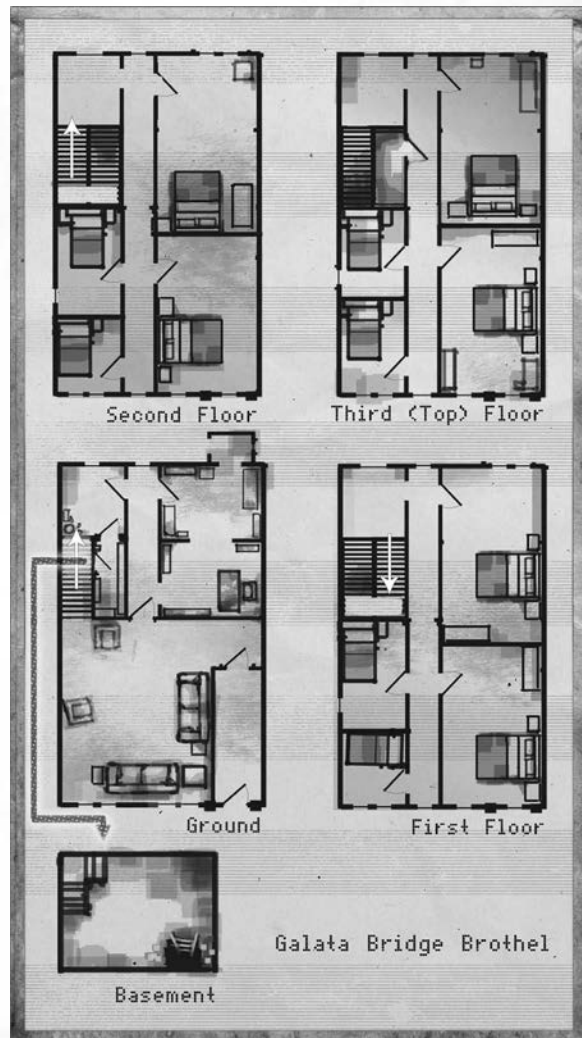 Second Floor
Third (Top) Floor
Ground
First Floor
Galata Bridge Brothel
Basement